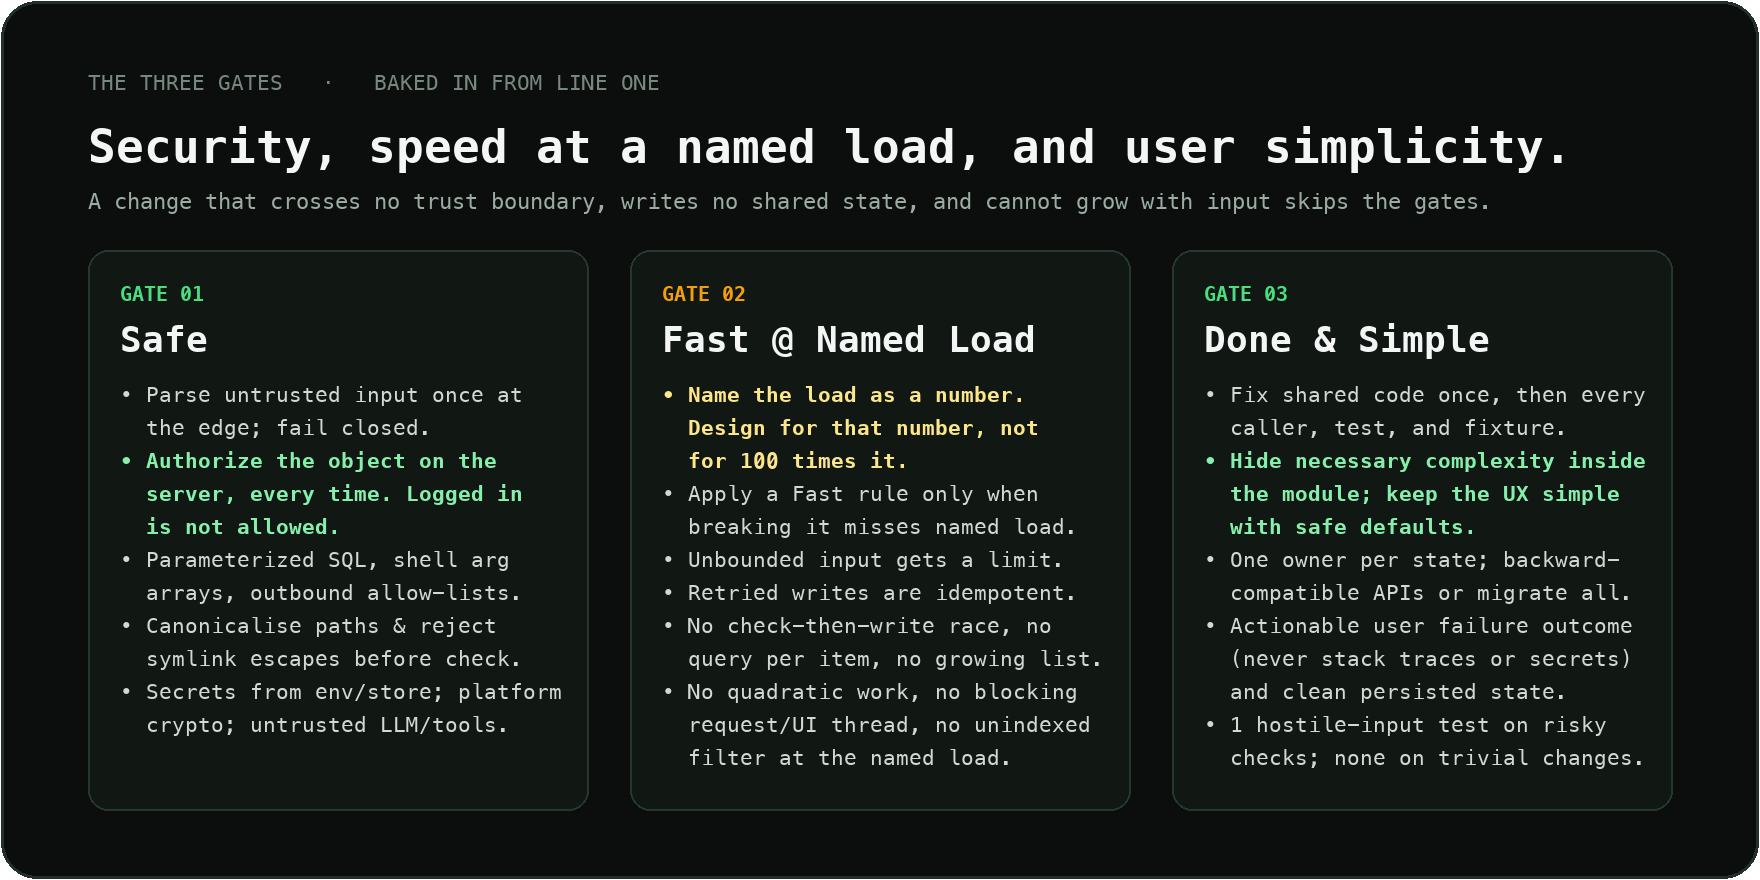 THE THREE GATES · BAKED IN FROM LINE ONE
Security, speed at a named load, and user simplicity.
A change that crosses no trust boundary, writes no shared state, and cannot grow with input skips the gates.
GATE 01
Safe
• Parse untrusted input once at
the edge; fail closed.
• Authorize the object on the
server, every time. Logged in
is not allowed.
• Parameterized SQL, shell arg
arrays, outbound allow-lists.
• Canonicalise paths & reject
symlink escapes before check.
• Secrets from env/store; platform
crypto; untrusted LLM/tools.
GATE 02
Fast @ Named Load
• Name the load as a number.
Design for that number, not
for 100 times it.
• Apply a Fast rule only when
breaking it misses named load.
• Unbounded input gets a limit.
• Retried writes are idempotent.
• No check-then-write race, no
query per item, no growing list.
• No quadratic work, no blocking
request/UI thread, no unindexed
filter at the named load.
GATE 03
Done & Simple
• Fix shared code once, then every
caller, test, and fixture.
• Hide necessary complexity inside
the module; keep the UX simple
with safe defaults.
• One owner per state; backward-
compatible APIs or migrate all.
• Actionable user failure outcome
(never stack traces or secrets)
and clean persisted state.
• 1 hostile-input test on risky
checks; none on trivial changes.